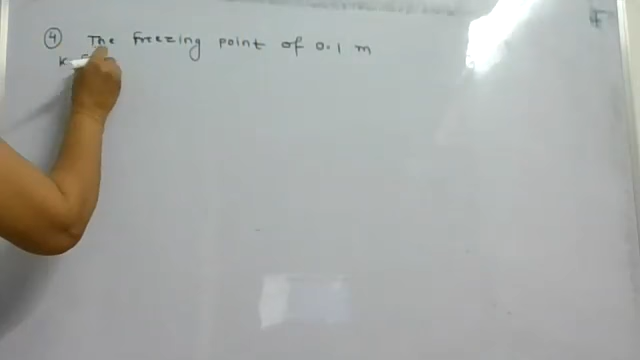 ④ The freezing point of 0.1 m
K